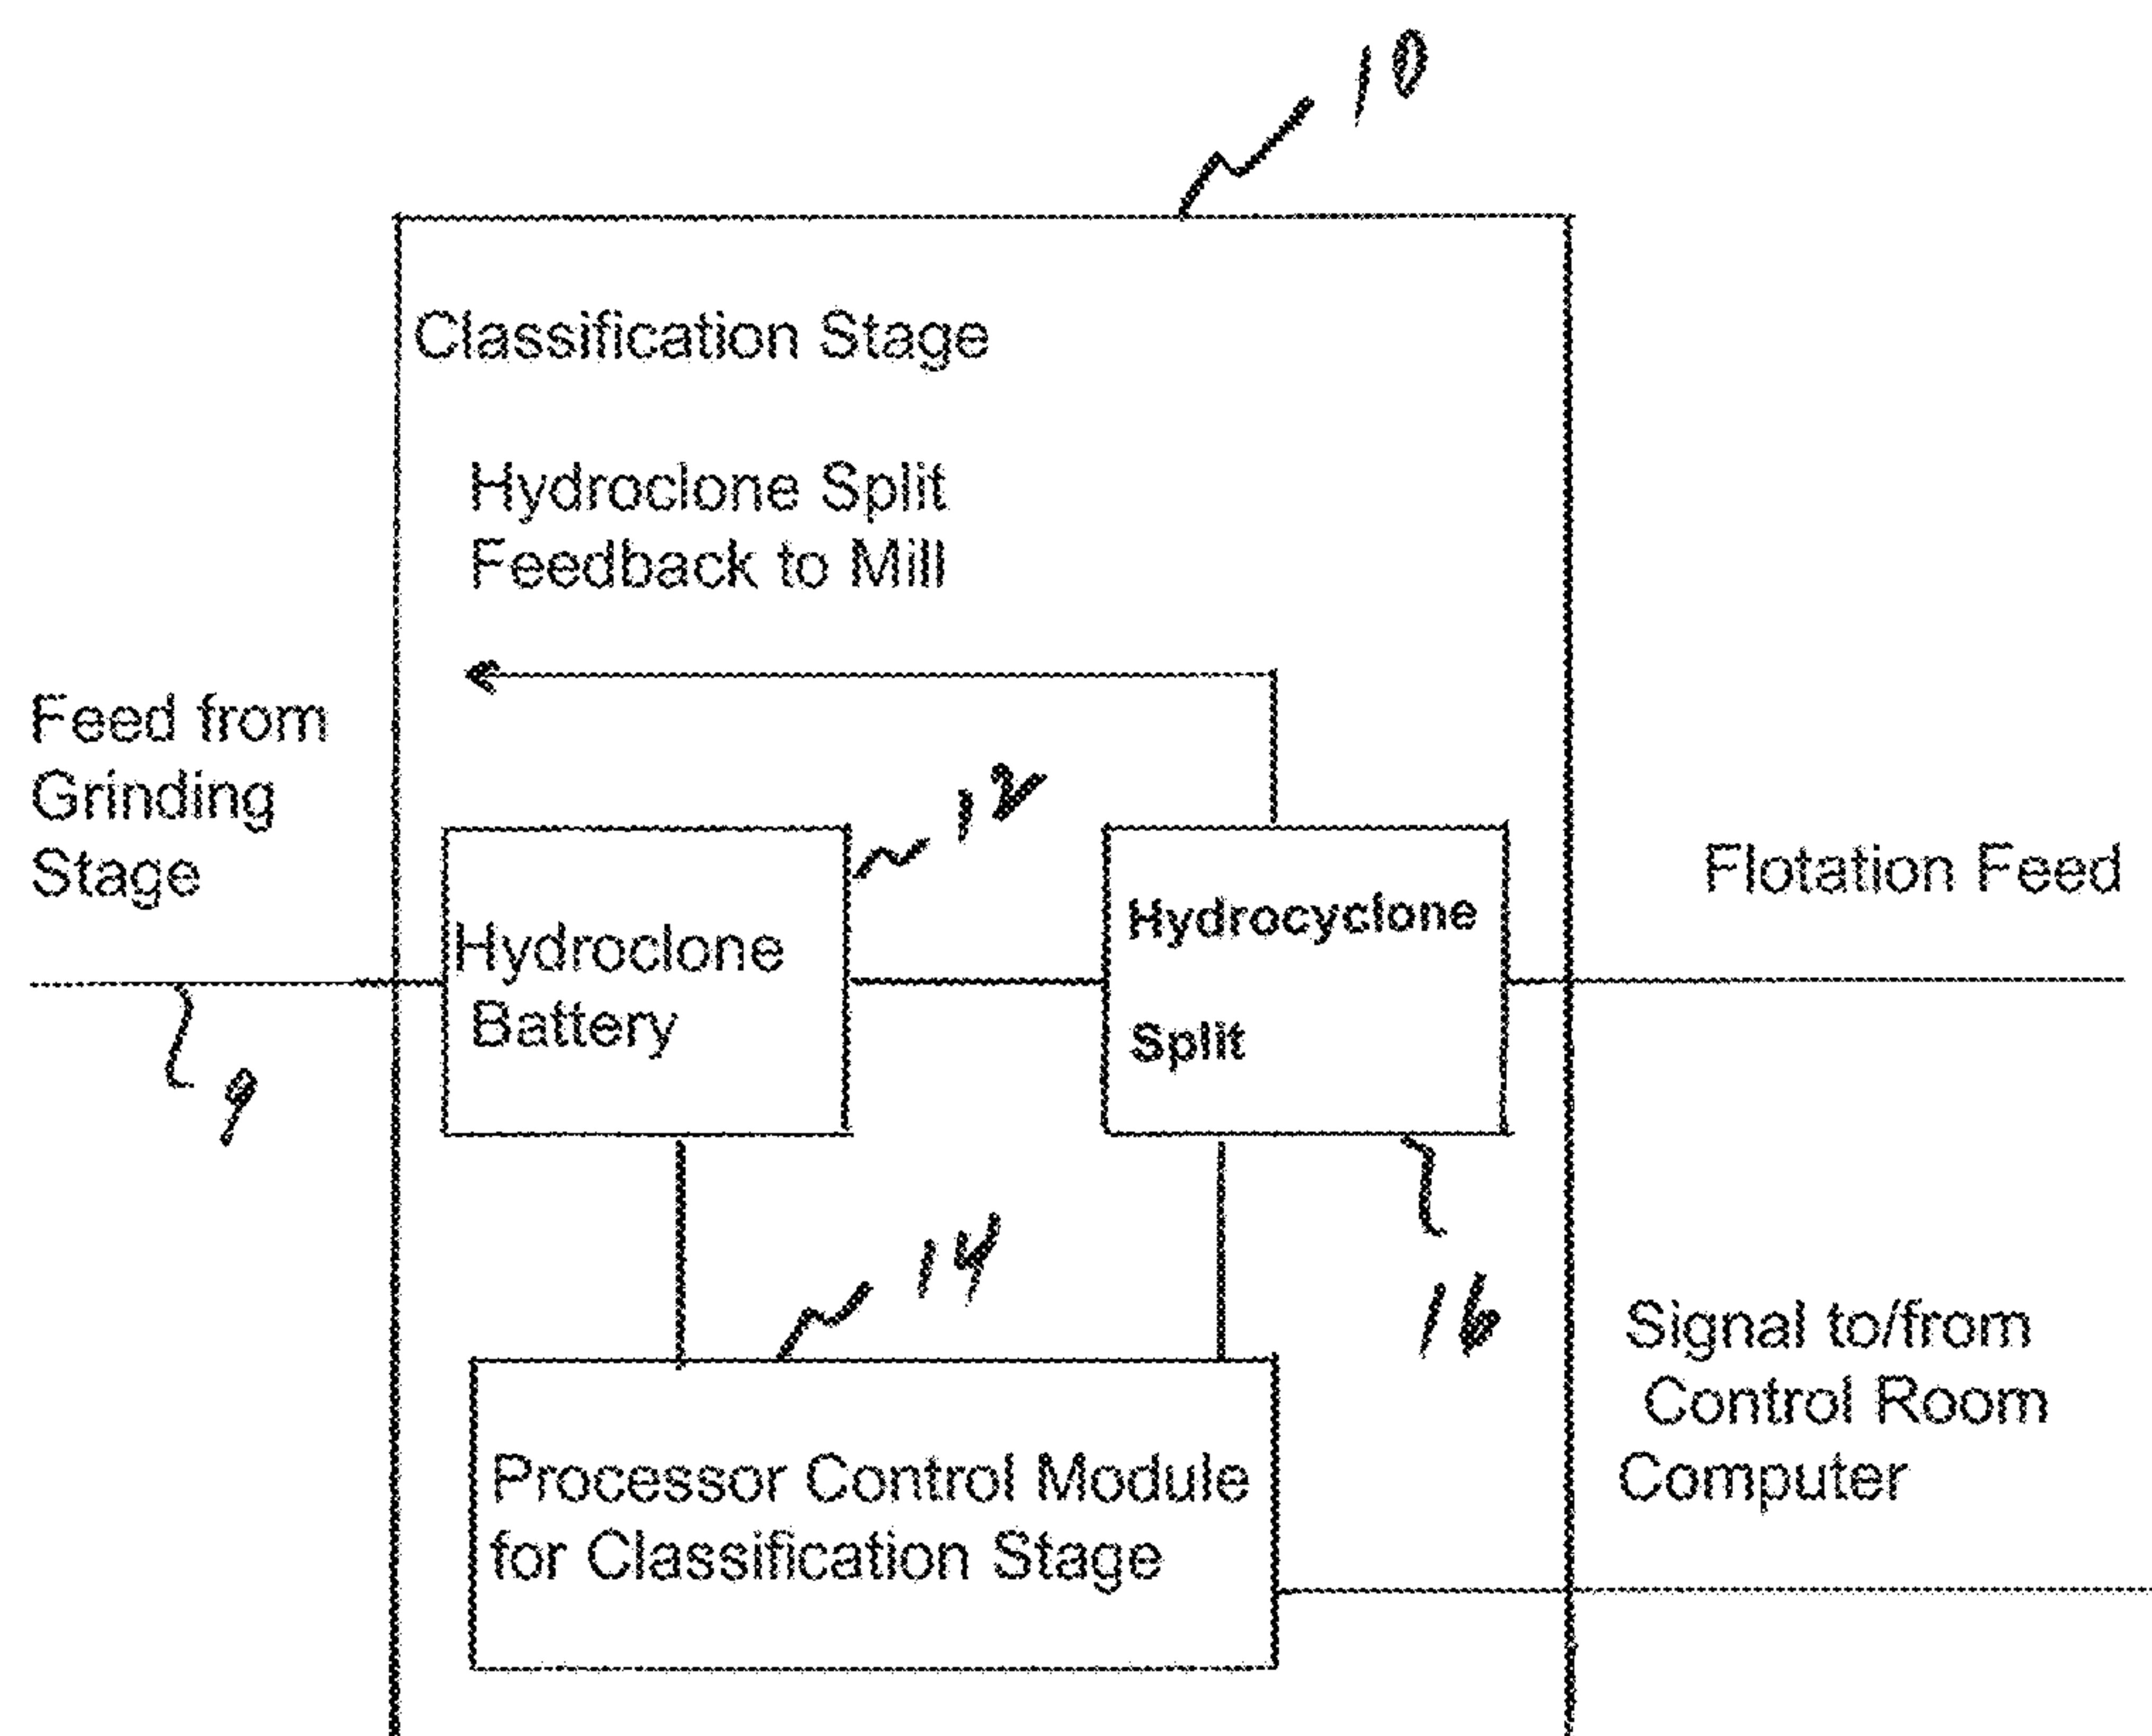 10
Classification Stage
Hydroclone Split
Feedback to Mill
Feed from
Grinding
Stage
12
Hydroclone
Battery
Hydrocyclone
Split
Flotation Feed
9
14
16
Signal to/from
Control Room
Computer
Processor Control Module
for Classification Stage